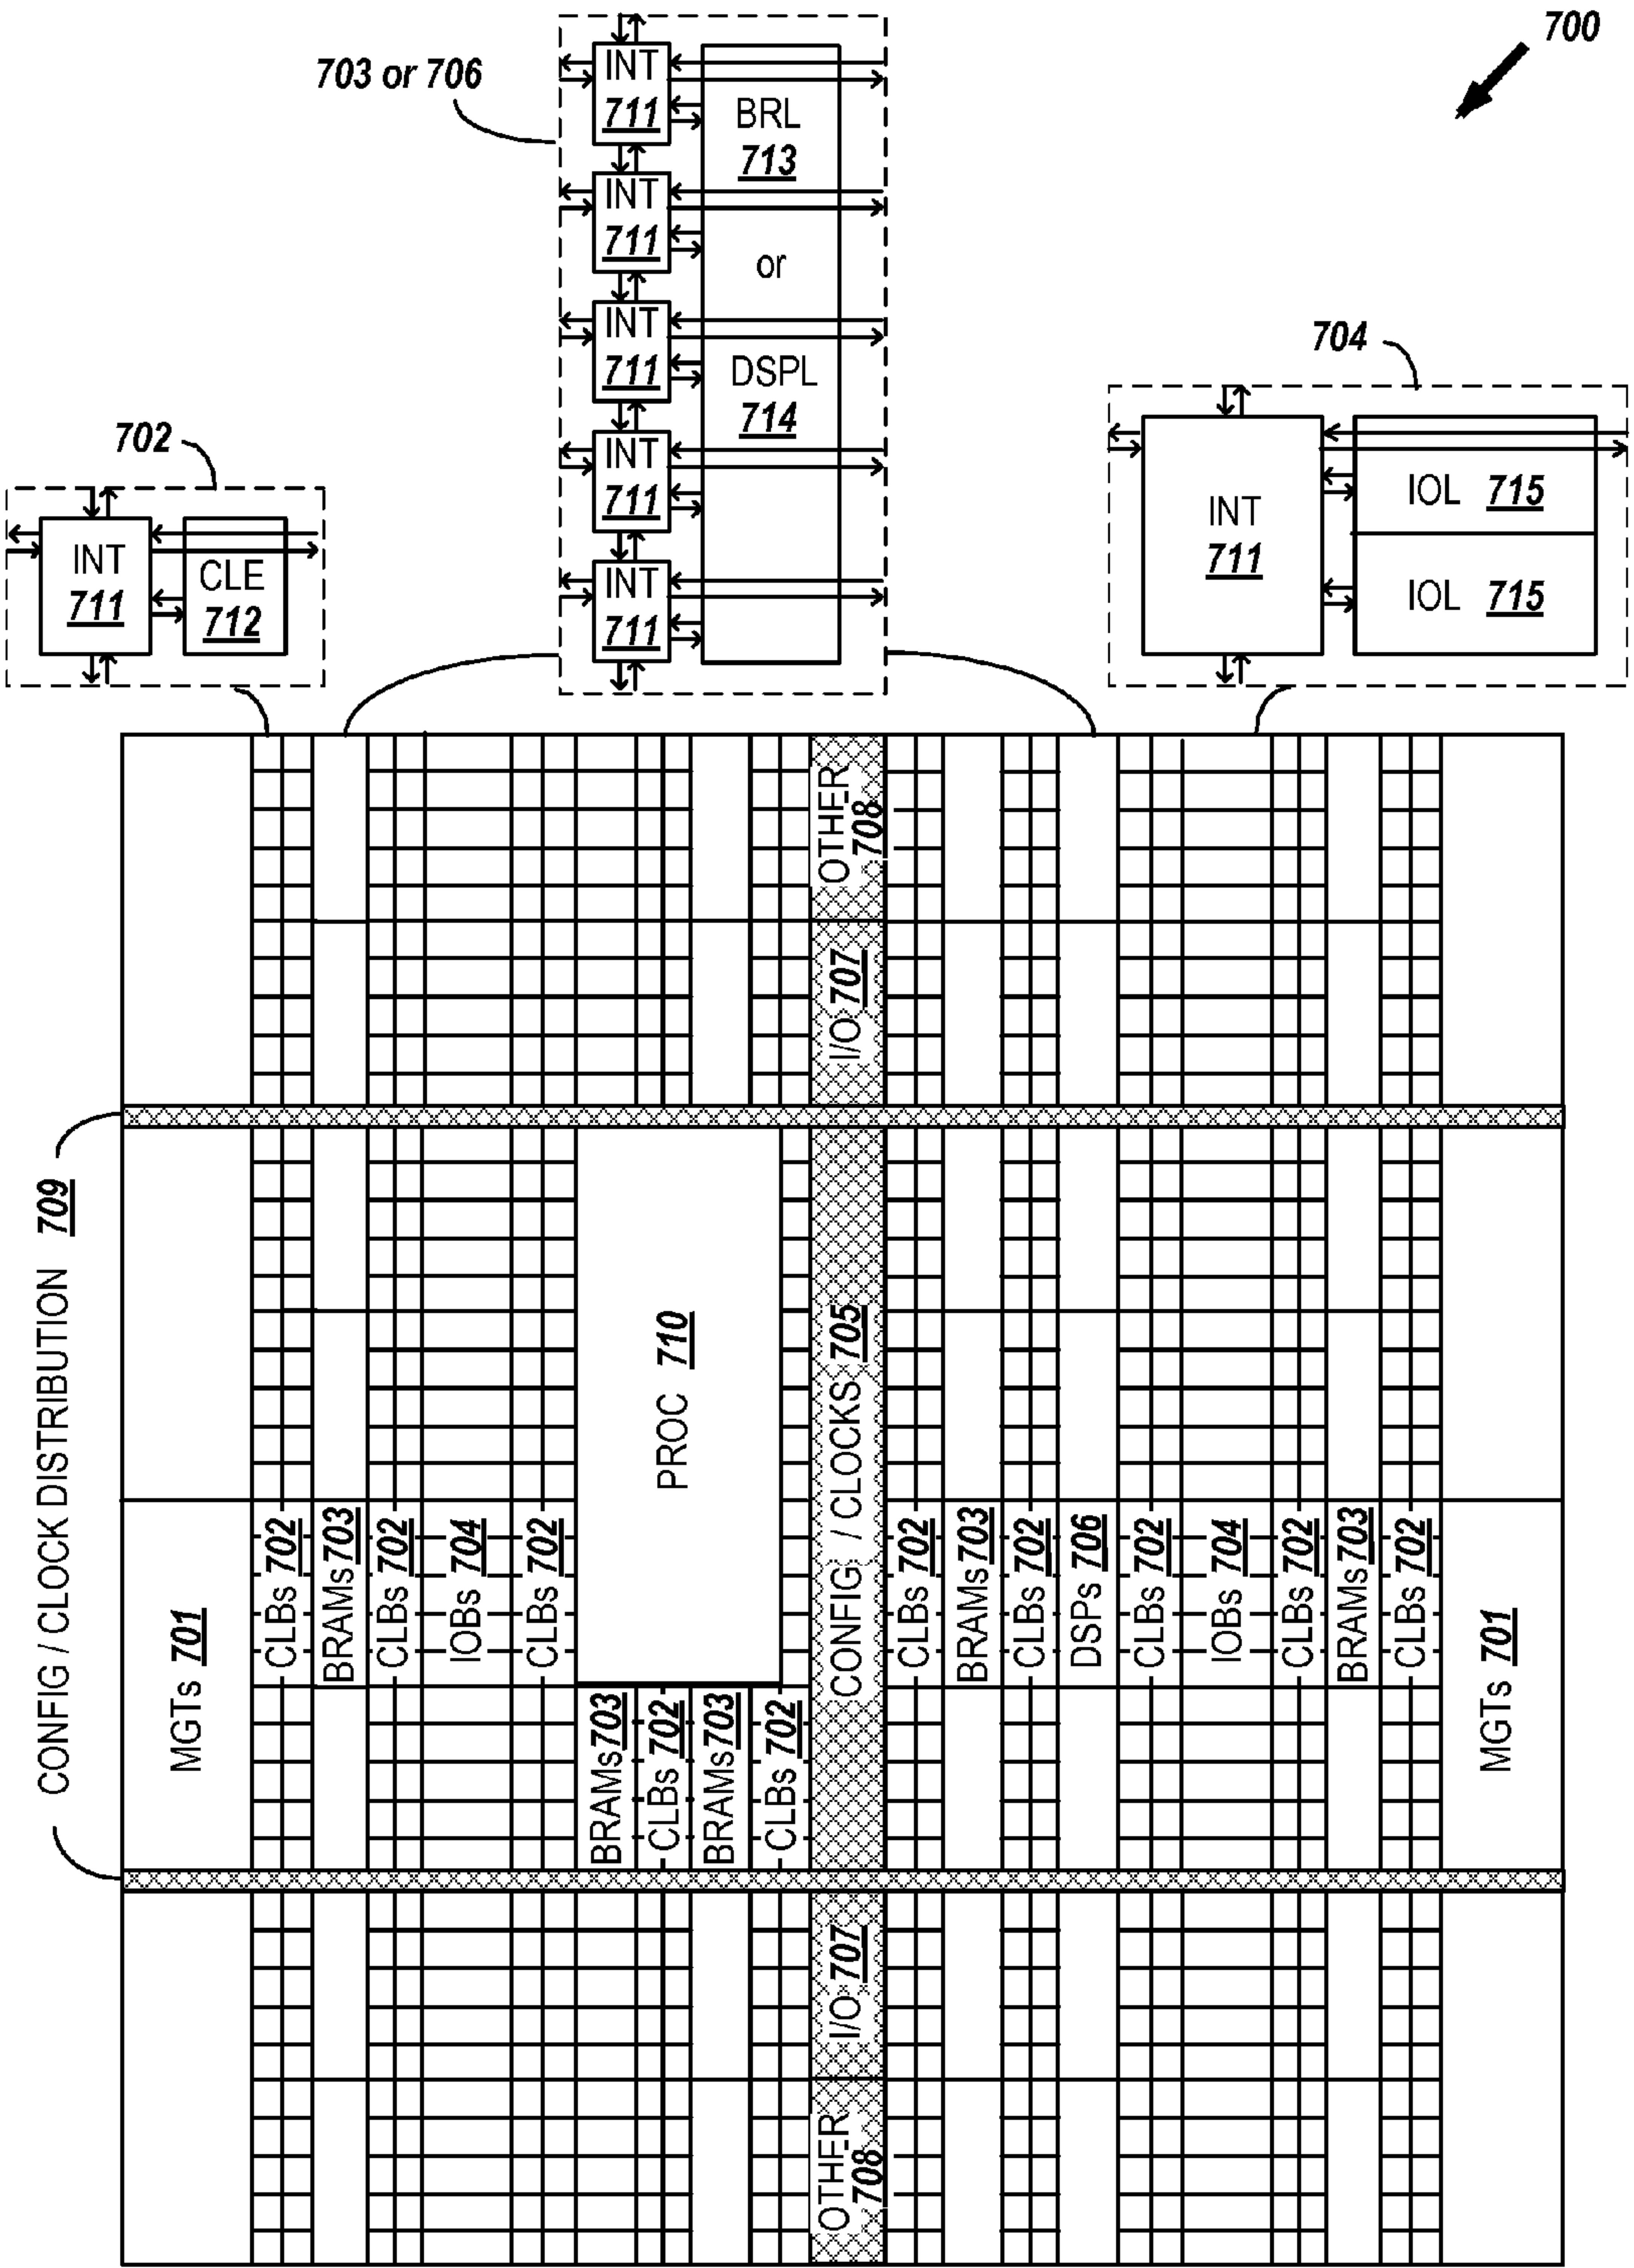 700
703 or 706
INT
711
INT
711
INT
711
INT
711
INT
711
BRL
713
or
DSPL
714
704
INT
711
IOL 715
IOL 715
702
INT
711
CLE
712
CONFIG / CLOCK DISTRIBUTION 709
MGTs 701
CLBs 702
BRAMs 703
CLBs 702
IOBs 704
CLBs 702
PROC 710
BRAMs 703
CLBs 702
BRAMs 703
CLBs 702
OTHER
708
I/O 707
CONFIG / CLOCKS 705
I/O 707
OTHER
708
CLBs 702
BRAMs 703
CLBs 702
DSPs 706
CLBs 702
IOBs 704
CLBs 702
BRAMs 703
CLBs 702
MGTs 701